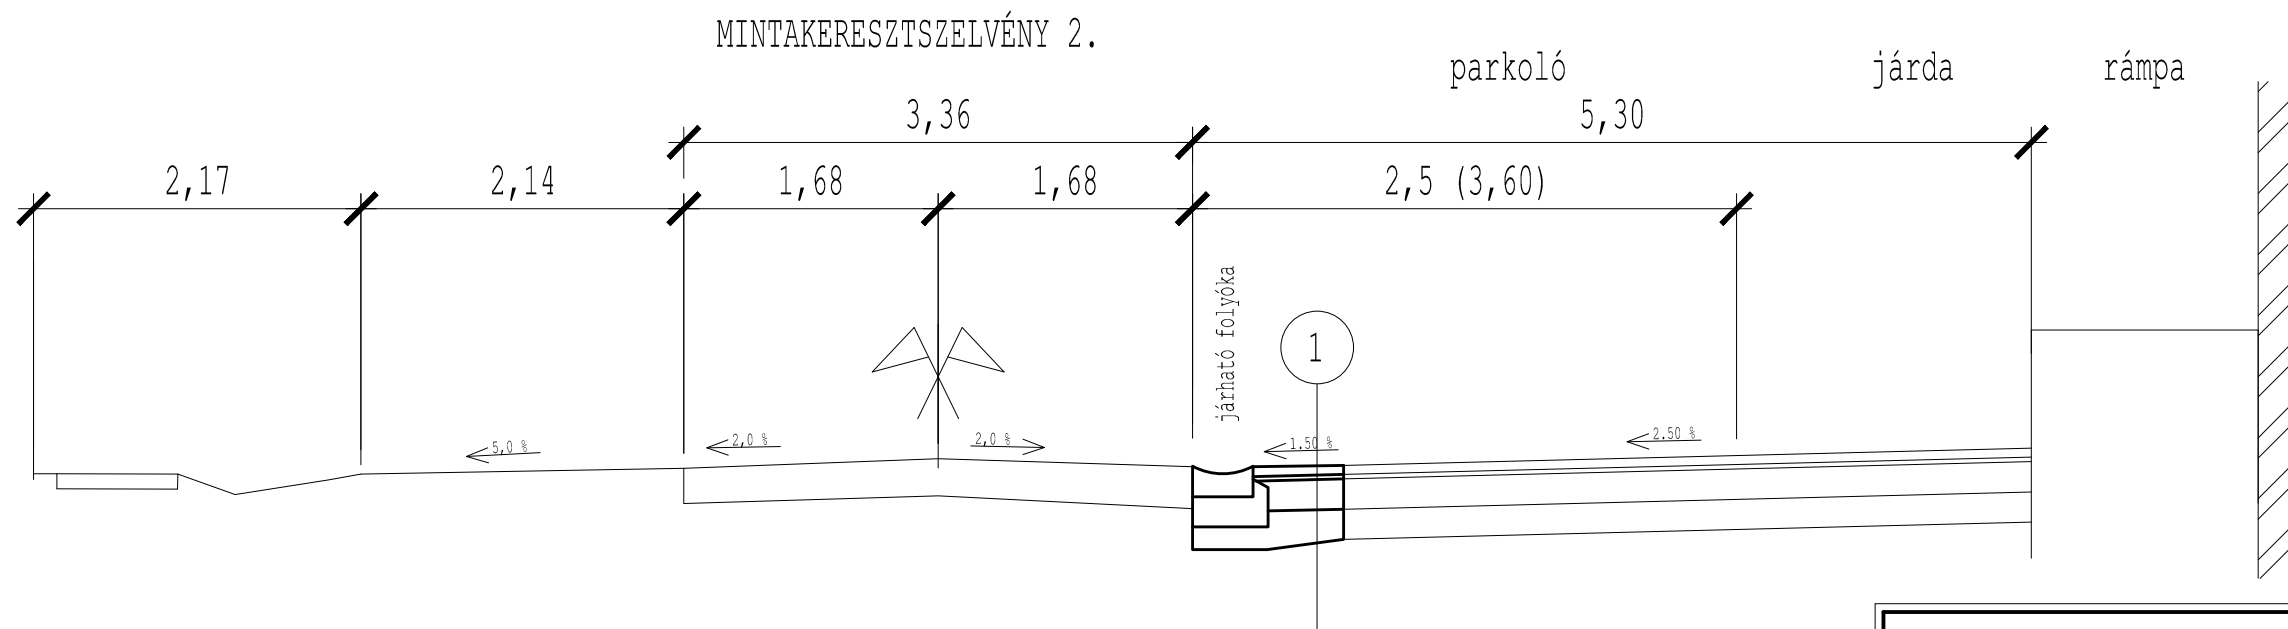 MINTAKERESZTSZELVÉNY 2.
parkoló járda rámpa
3,36 5,30
2,17 2,14 1,68 1,68 2,5 (3,60)
járható folyóka
1
5,0 % 2,0 % 2,0 % 1.50 % 2.50 %